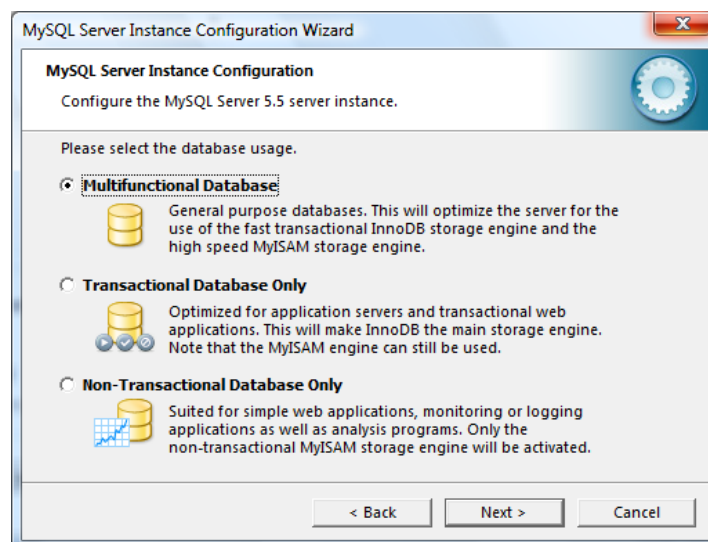 MySQL Server Instance Configuration Wizard
MySQL Server Instance Configuration
Configure the MySQL Server 5.5 server instance.
Please select the database usage.
Multifunctional Database
General purpose databases. This will optimize the server for the
use of the fast transactional InnoDB storage engine and the
high speed MyISAM storage engine.
Transactional Database Only
Optimized for application servers and transactional web
applications. This will make InnoDB the main storage engine.
Note that the MyISAM engine can still be used.
Non-Transactional Database Only
Suited for simple web applications, monitoring or logging
applications as well as analysis programs. Only the
non-transactional MyISAM storage engine will be activated.
< Back Next > Cancel